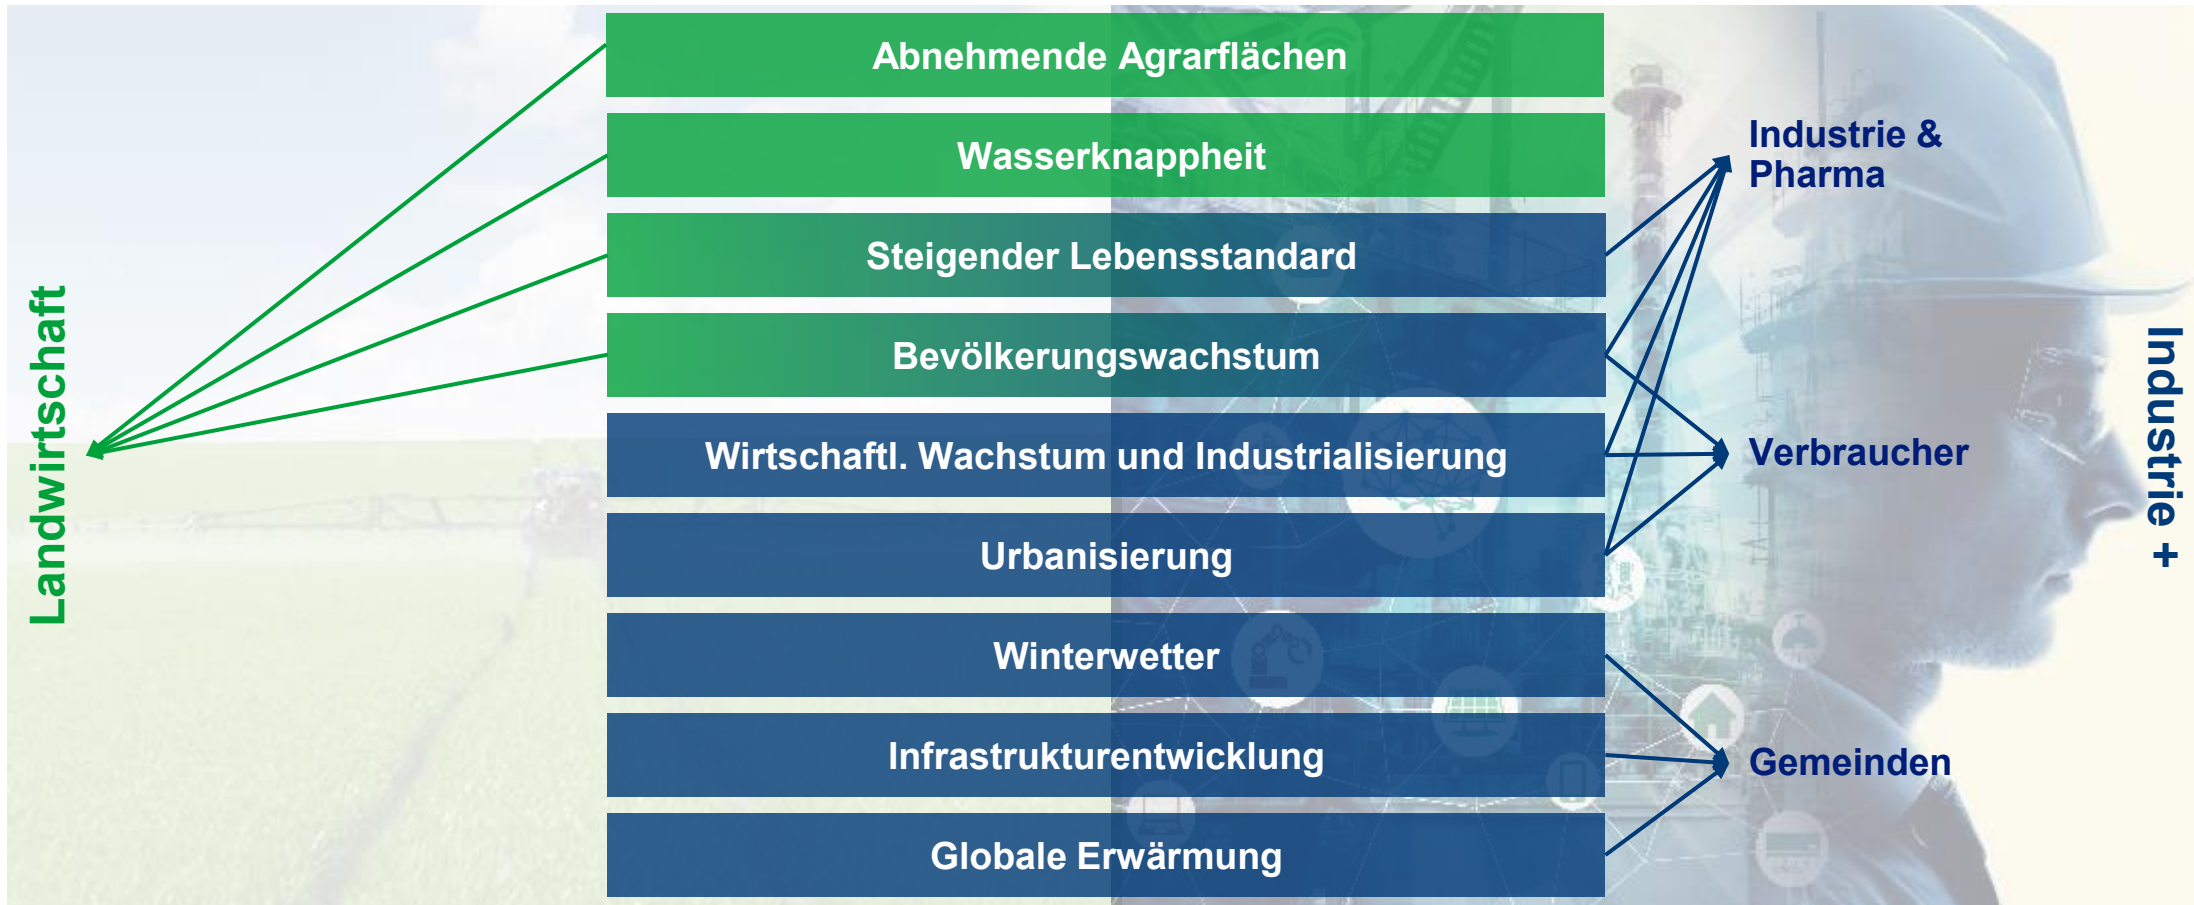 Landwirtschaft
Abnehmende Agrarflächen
Wasserknappheit
Steigender Lebensstandard
Bevölkerungswachstum
Wirtschaftl. Wachstum und Industrialisierung
Urbanisierung
Winterwetter
Infrastrukturentwicklung
Globale Erwärmung
Industrie &
Pharma
Verbraucher
Gemeinden
Industrie +